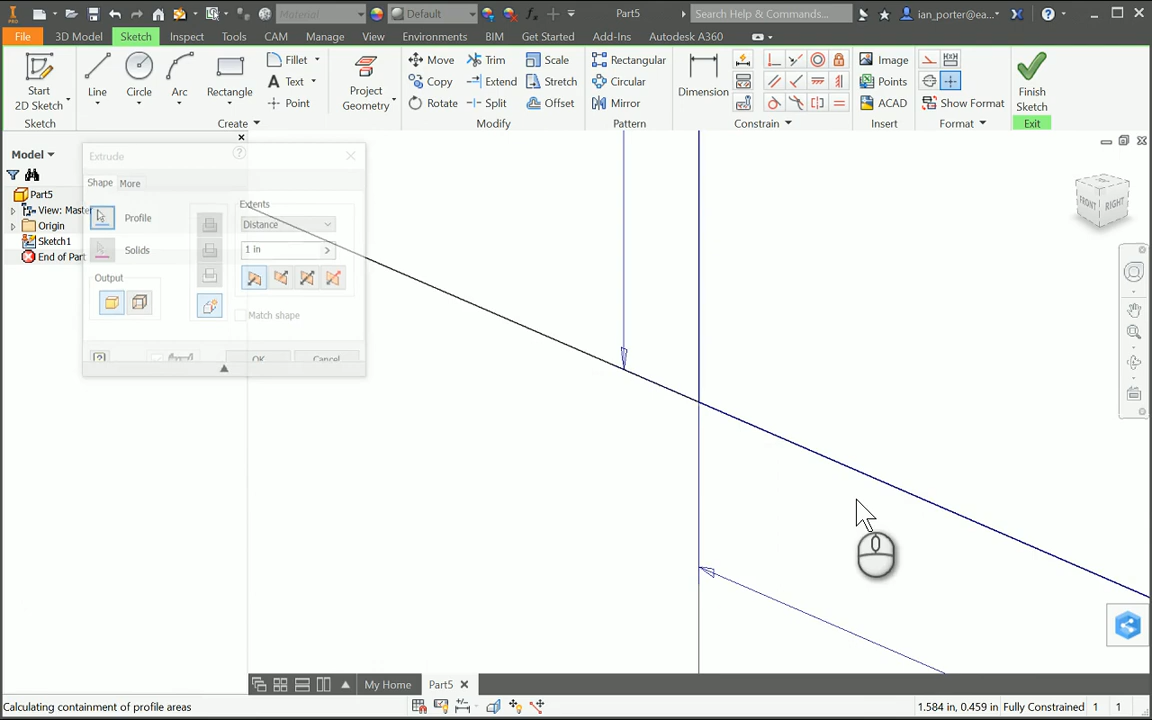 PRO
Material
Default
Part5
Search Help & Commands...
ian_porter@ea...
File
3D Model
Sketch
Inspect
Tools
CAM
Manage
View
Environments
BIM
Get Started
Add-Ins
Autodesk A360
Start
2D Sketch
Line
Circle
Arc
Rectangle
Fillet
Text
Point
Project
Geometry
Move
Copy
Rotate
Trim
Extend
Split
Scale
Stretch
Offset
Rectangular
Circular
Mirror
Dimension
Image
Points
ACAD
Show Format
Finish
Sketch
Sketch
Create
Modify
Pattern
Constrain
Insert
Format
Exit
Model
Part5
View: Mas
Origin
Sketch1
End of Par
Extrude
Shape
More
Profile
Solids
Output
Extents
Distance
1 in
Match shape
OK
Cancel
FRONT
RIGHT
My Home
Part5
Calculating containment of profile areas
1.584 in, 0.459 in
Fully Constrained
1
1